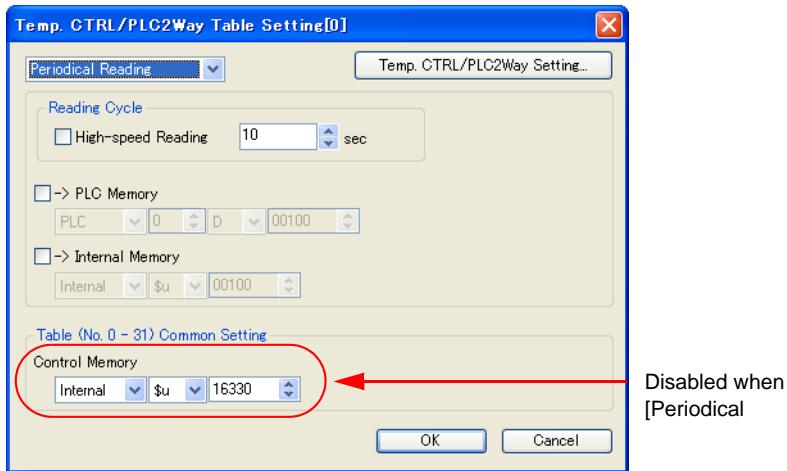 Temp. CTRL/PLC2Way Table Setting[0]
Periodical Reading
Temp. CTRL/PLC2Way Setting...
Reading Cycle
High-speed Reading 10 sec
-> PLC Memory
PLC 0 D 00100
-> Internal Memory
Internal $u 00100
Table (No. 0 - 31) Common Setting
Control Memory
Internal $u 16330
Disabled when
[Periodical
OK Cancel